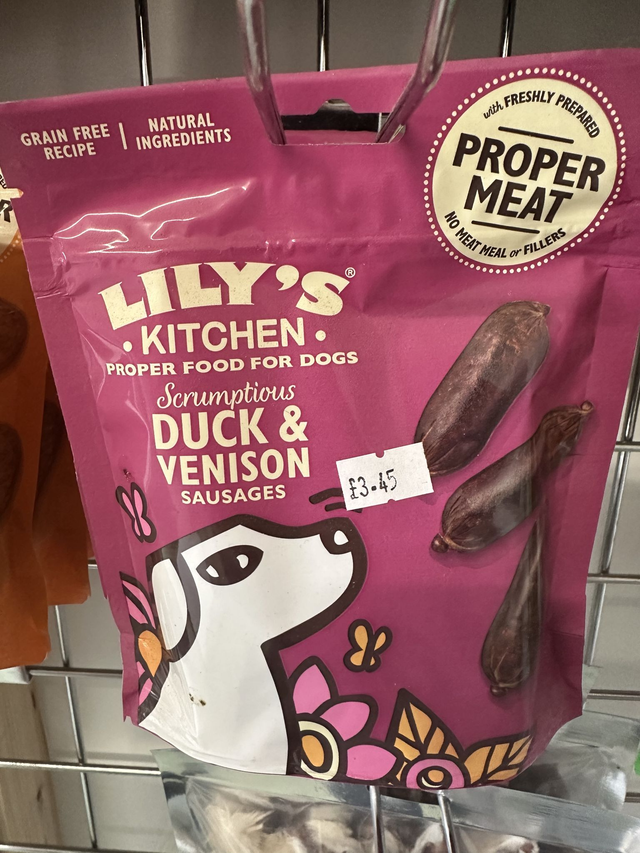 GRAIN FREE
RECIPE
NATURAL
INGREDIENTS
with FRESHLY PREPARED
PROPER
MEAT
NO MEAT MEAL or FILLERS
LILY'S®
• KITCHEN •
PROPER FOOD FOR DOGS
Scrumptious
DUCK &
VENISON
SAUSAGES
£3.45